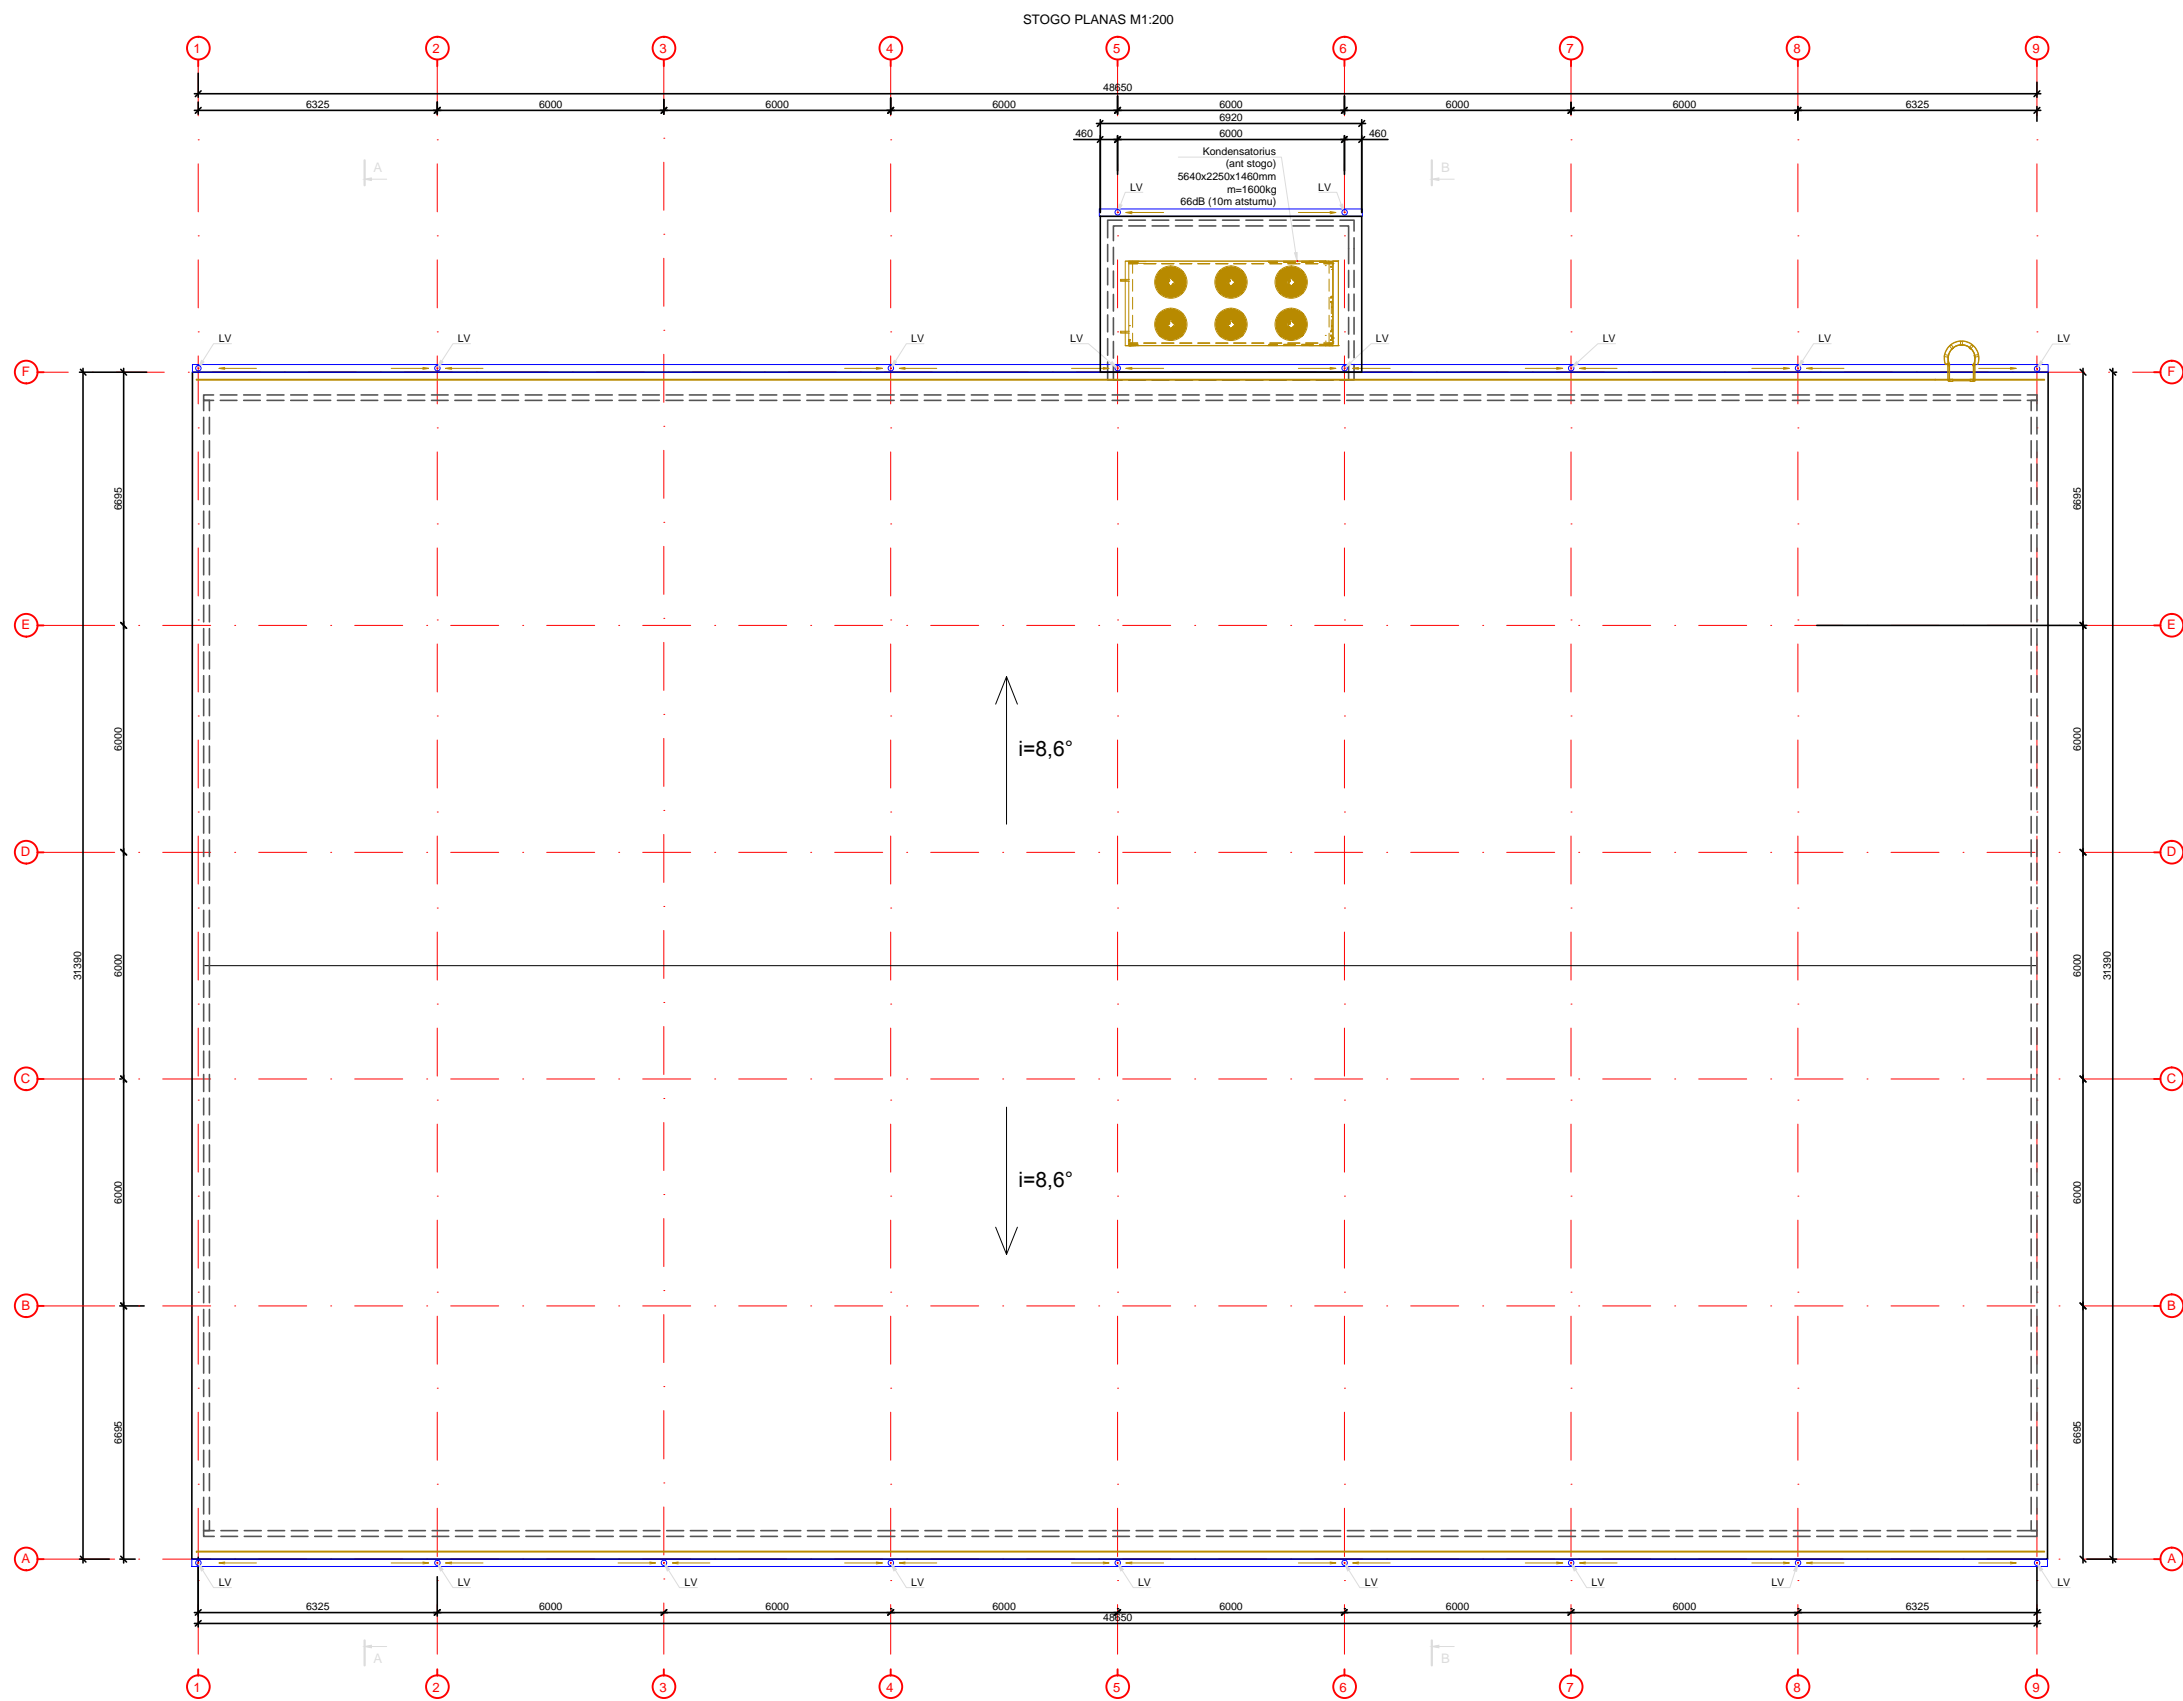 STOGO PLANAS M1:200
1 2 3 4 5 6 7 8 9
48650
6325 6000 6000 6000 6000 6000 6000 6325
6920
460 6000 460
A B
Kondensatorius
(ant stogo)
5640x2250x1460mm
m=1600kg
66dB (10m atstumu)
LV LV
LV LV LV LV LV LV LV LV
F F
6695 6695
E E
6000 6000
i=8,6°
D D
31390 6000 6000 31390
C C
6000 6000
i=8,6°
B B
6695 6695
A A
LV LV LV LV LV LV LV LV LV
6325 6000 6000 6000 6000 6000 6000 6325
48650
A B
1 2 3 4 5 6 7 8 9